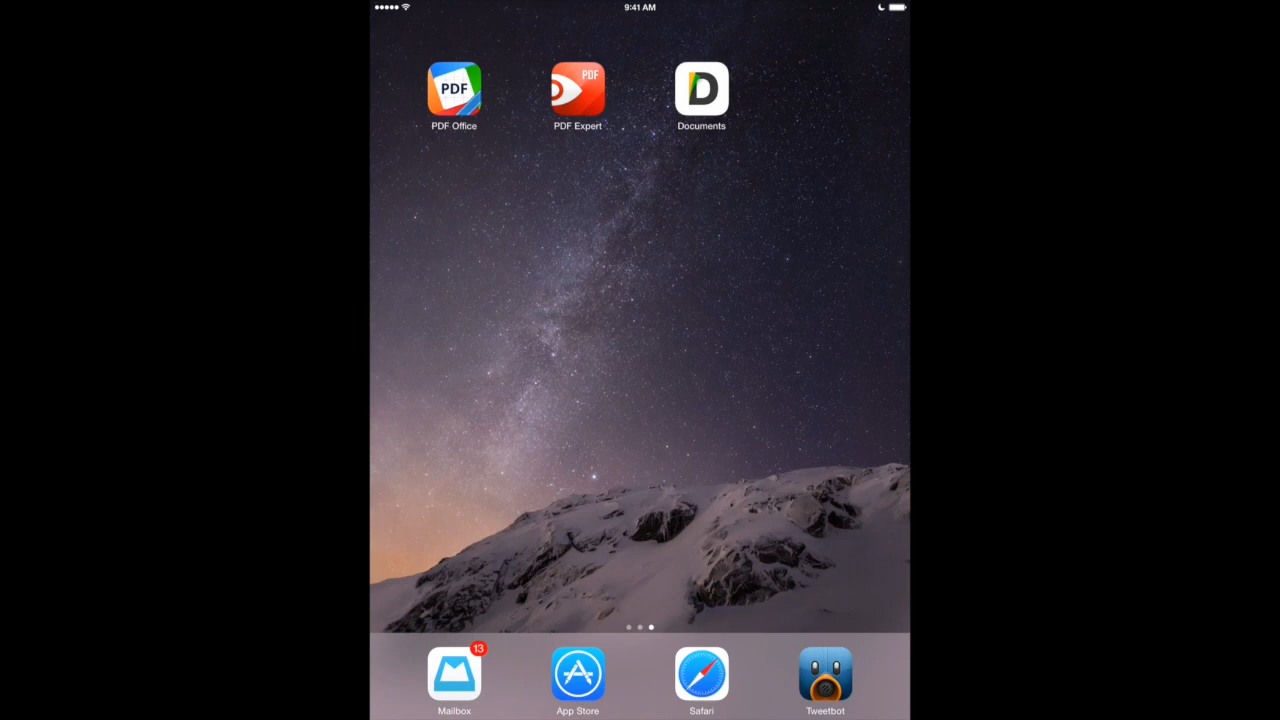 9:41 AM
PDF
PDF
D
PDF Office
PDF Expert
Documents
13
Mailbox
App Store
Safari
Tweetbot